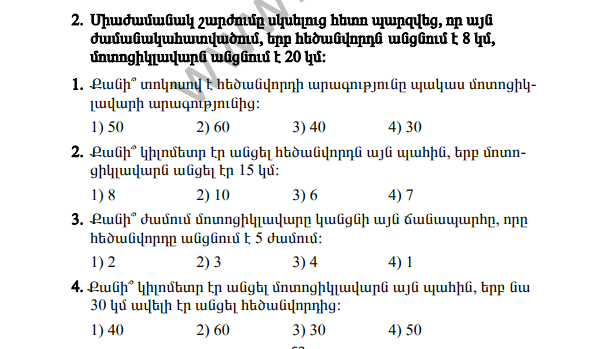 2. Միաժամանակ շարժումը սկսելուց հետո պարզվեց, որ այն
ժամանակահատվածում, երբ հեծանվորդն անցնում է 8 կմ,
մոտոցիկլավարն անցնում է 20 կմ:
1. Քանի՞ տոկոսով է հեծանվորդի արագությունը պակաս մոտոցիկ-
լավարի արագությունից:
1) 50 2) 60 3) 40 4) 30
2. Քանի՞ կիլոմետր էր անցել հեծանվորդն այն պահին, երբ մոտո-
ցիկլավարն անցել էր 15 կմ:
1) 8 2) 10 3) 6 4) 7
3. Քանի՞ ժամում մոտոցիկլավարը կանցնի այն ճանապարհը, որը
հեծանվորդը անցնում է 5 ժամում:
1) 2 2) 3 3) 4 4) 1
4. Քանի՞ կիլոմետր էր անցել մոտոցիկլավարն այն պահին, երբ նա
30 կմ ավելի էր անցել հեծանվորդից:
1) 40 2) 60 3) 30 4) 50